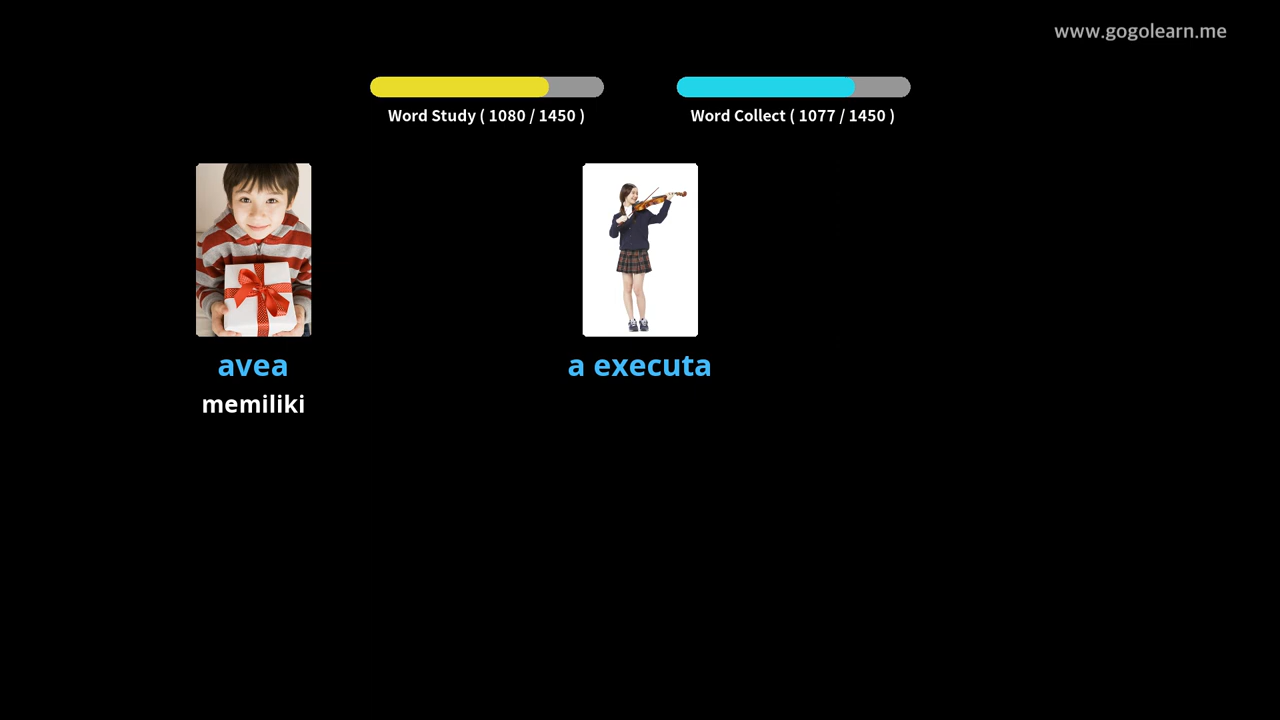 www.gogolearn.me
Word Study ( 1080 / 1450 )
Word Collect ( 1077 / 1450 )
avea
memiliki
a executa